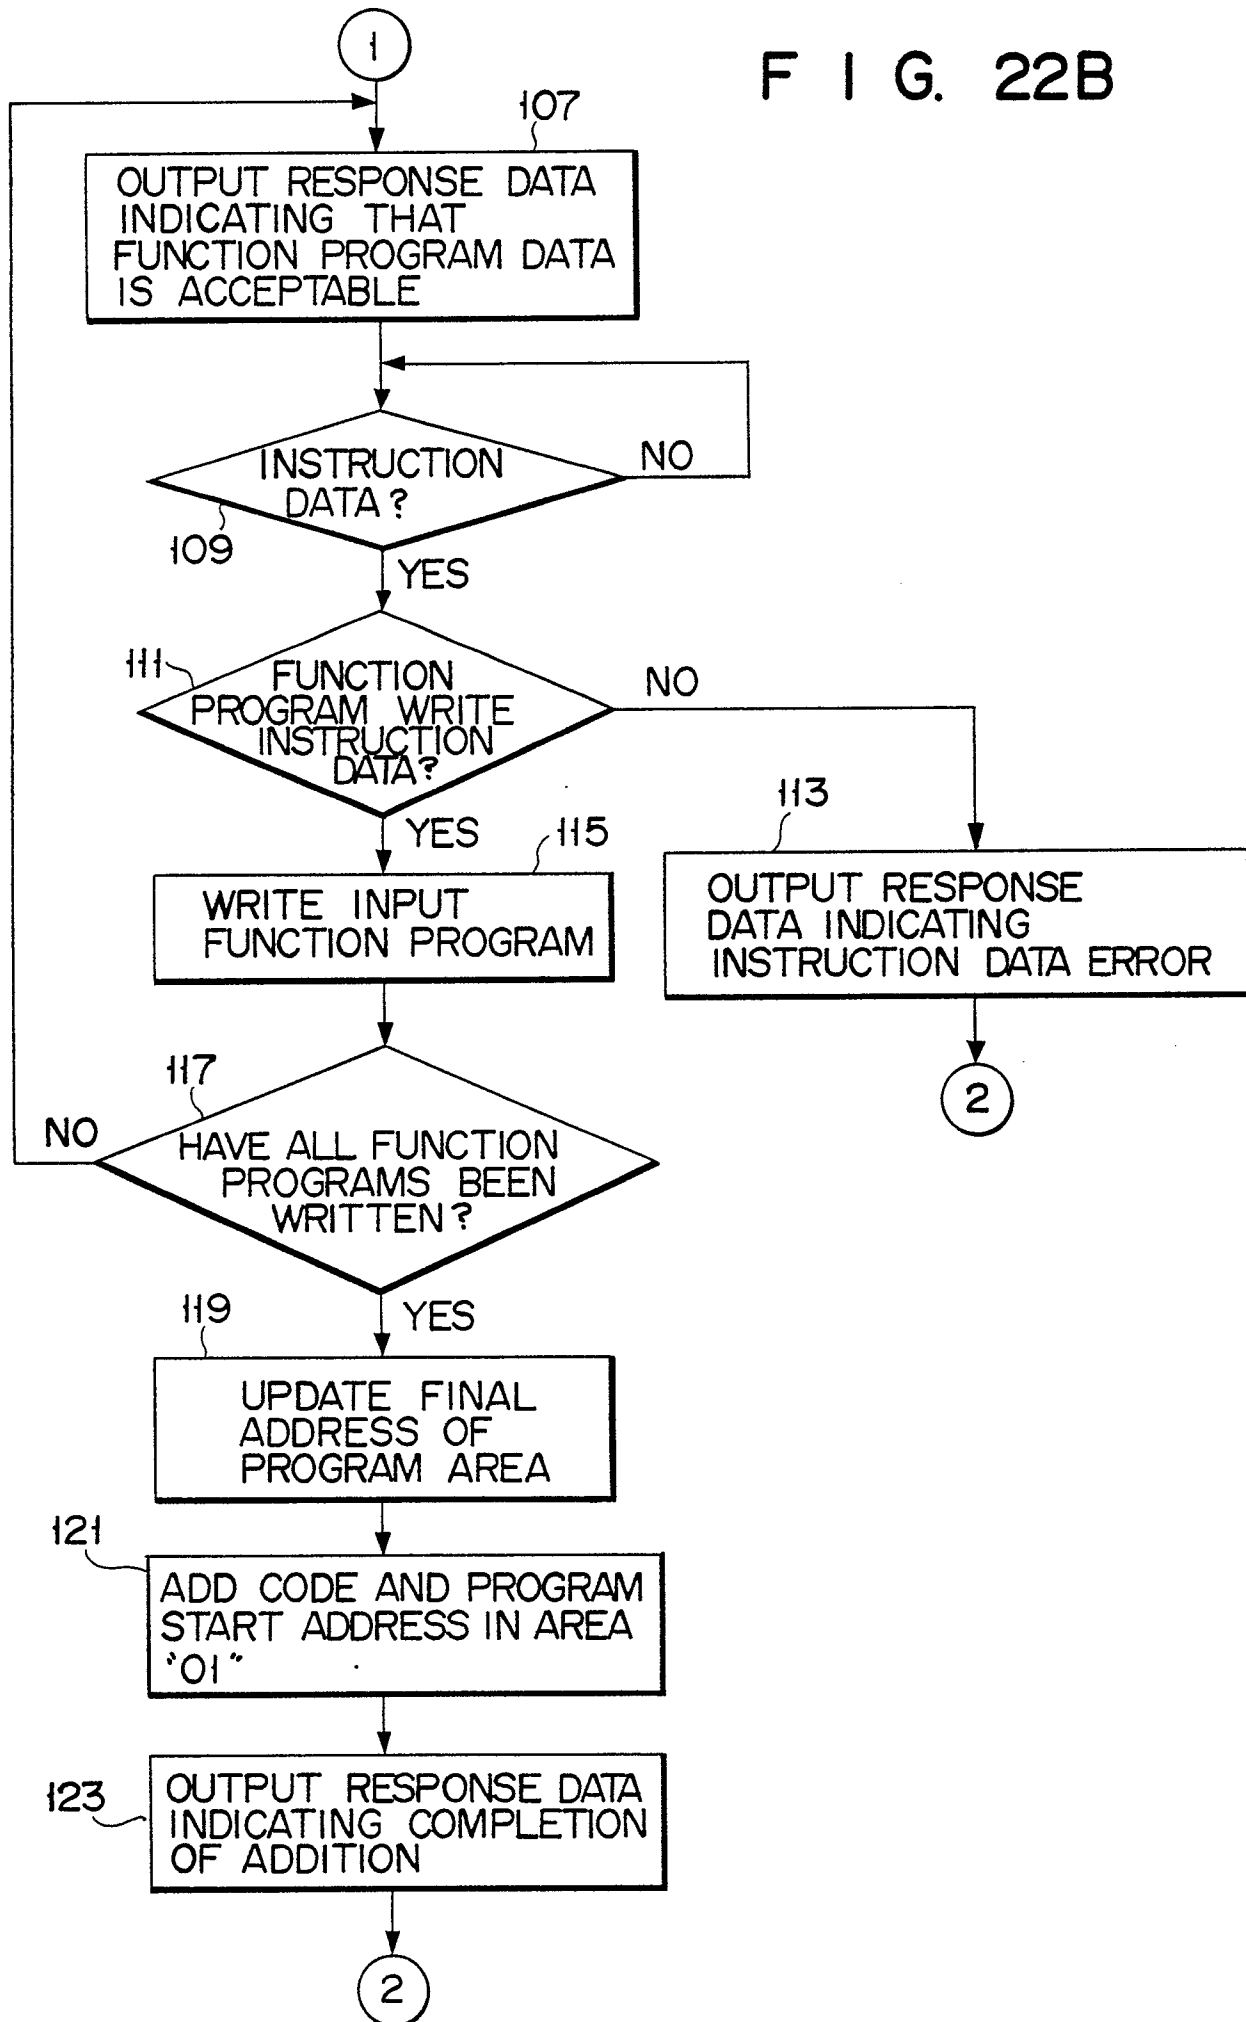 1
F I G. 22B
107
OUTPUT RESPONSE DATA
INDICATING THAT
FUNCTION PROGRAM DATA
IS ACCEPTABLE
INSTRUCTION
DATA?
NO
109
YES
111
FUNCTION
PROGRAM WRITE
INSTRUCTION
DATA?
NO
YES
113
OUTPUT RESPONSE
DATA INDICATING
INSTRUCTION DATA ERROR
2
115
WRITE INPUT
FUNCTION PROGRAM
117
NO
HAVE ALL FUNCTION
PROGRAMS BEEN
WRITTEN?
YES
119
UPDATE FINAL
ADDRESS OF
PROGRAM AREA
121
ADD CODE AND PROGRAM
START ADDRESS IN AREA
"01"
123
OUTPUT RESPONSE DATA
INDICATING COMPLETION
OF ADDITION
2